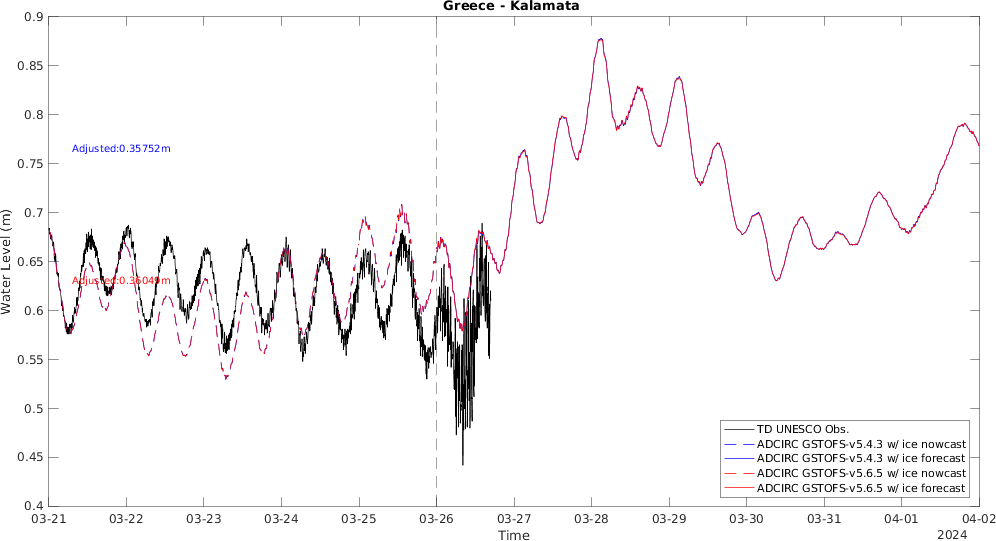 Greece - Kalamata
0.9
0.85
0.8
0.75
0.7
0.65
0.6
0.55
0.5
0.45
0.4
Water Level (m)
Adjusted:0.35752m
Adjusted:0.36049m
TD UNESCO Obs.
ADCIRC GSTOFS-v5.4.3 w/ ice nowcast
ADCIRC GSTOFS-v5.4.3 w/ ice forecast
ADCIRC GSTOFS-v5.6.5 w/ ice nowcast
ADCIRC GSTOFS-v5.6.5 w/ ice forecast
03-21 03-22 03-23 03-24 03-25 03-26 03-27 03-28 03-29 03-30 03-31 04-01 04-02
Time
2024